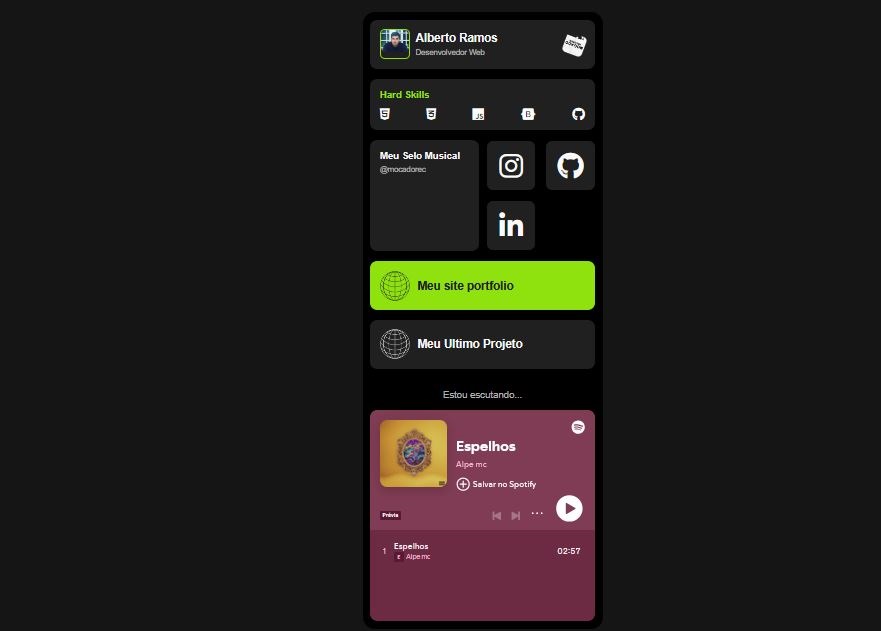 Alberto Ramos
Desenvolvedor Web
Hard Skills
JS
B
Meu Selo Musical
@mocadorec
in
Meu site portfolio
Meu Ultimo Projeto
Estou escutando...
Espelhos
Alpe mc
Salvar no Spotify
Prévia
1 Espelhos 02:57
E Alpe mc